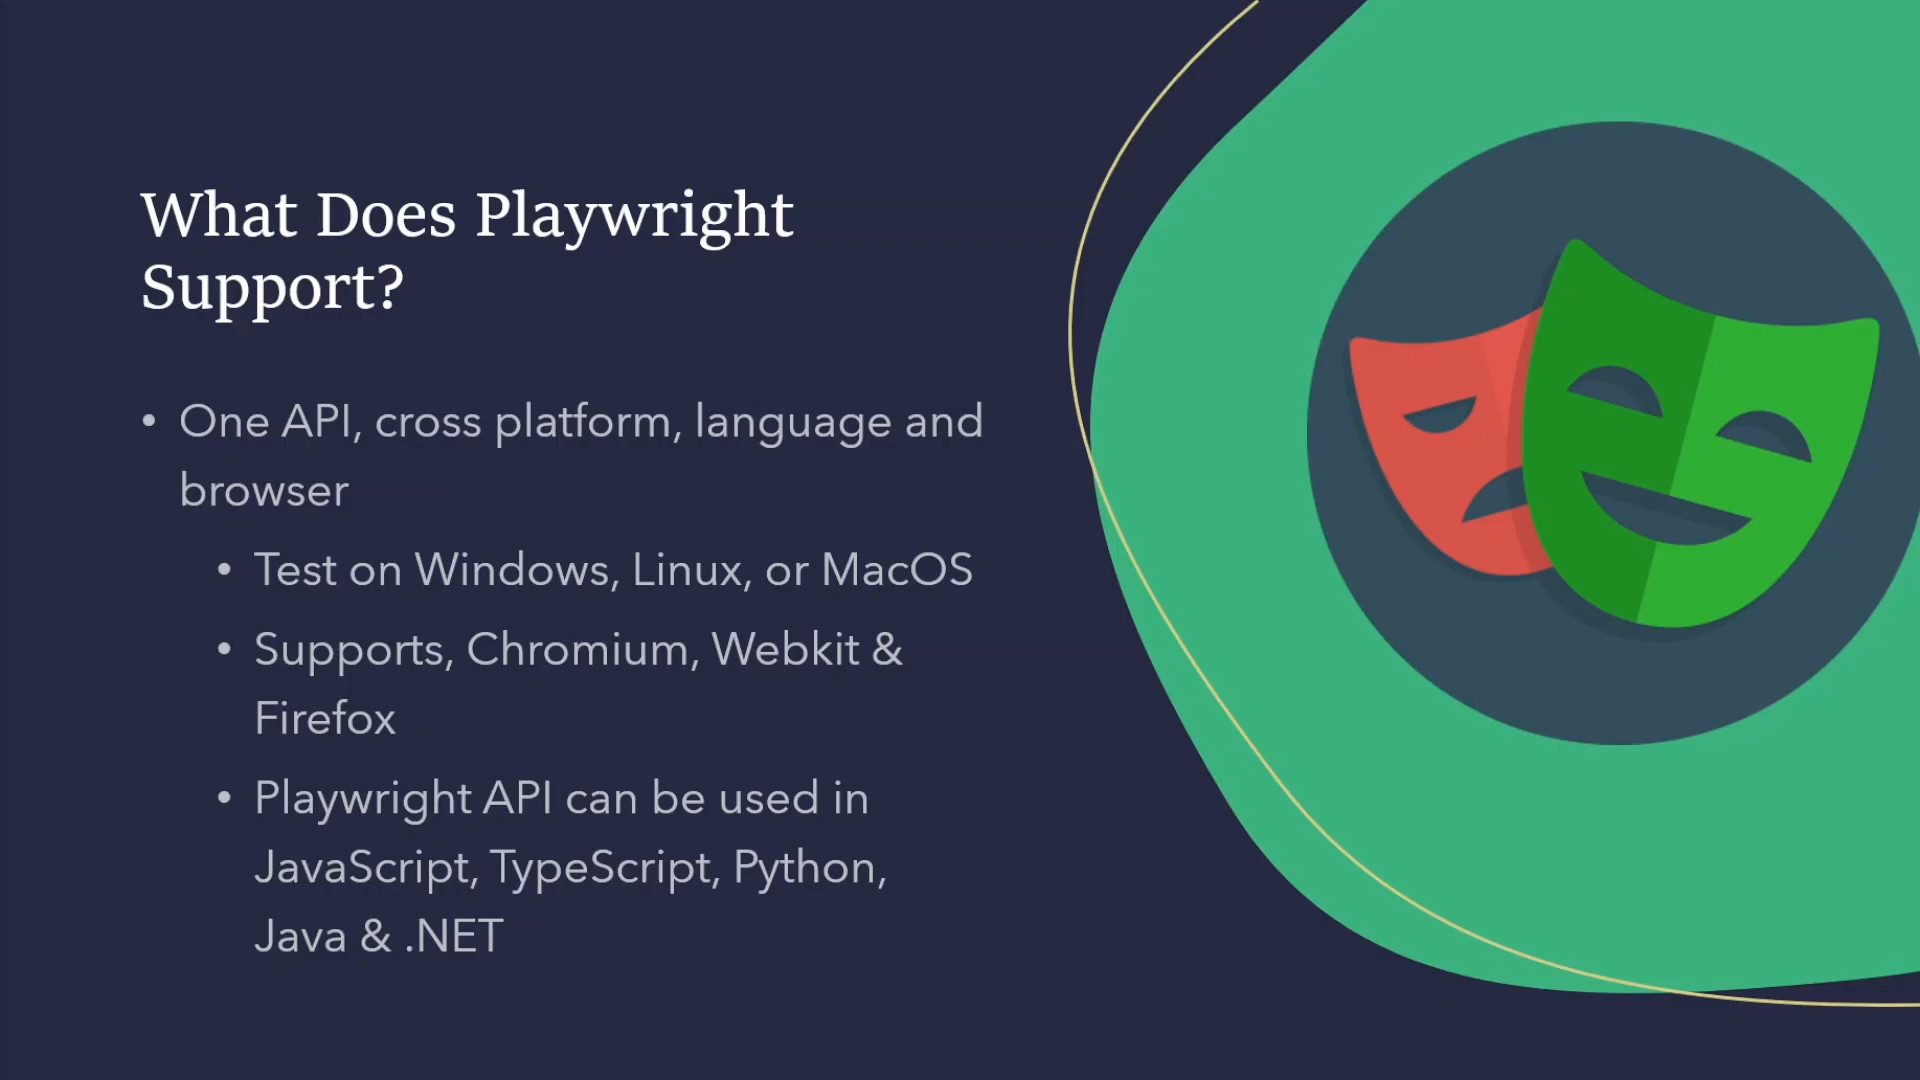 What Does Playwright
Support?
• One API, cross platform, language and
browser
• Test on Windows, Linux, or MacOS
• Supports, Chromium, Webkit &
Firefox
• Playwright API can be used in
JavaScript, TypeScript, Python,
Java & .NET